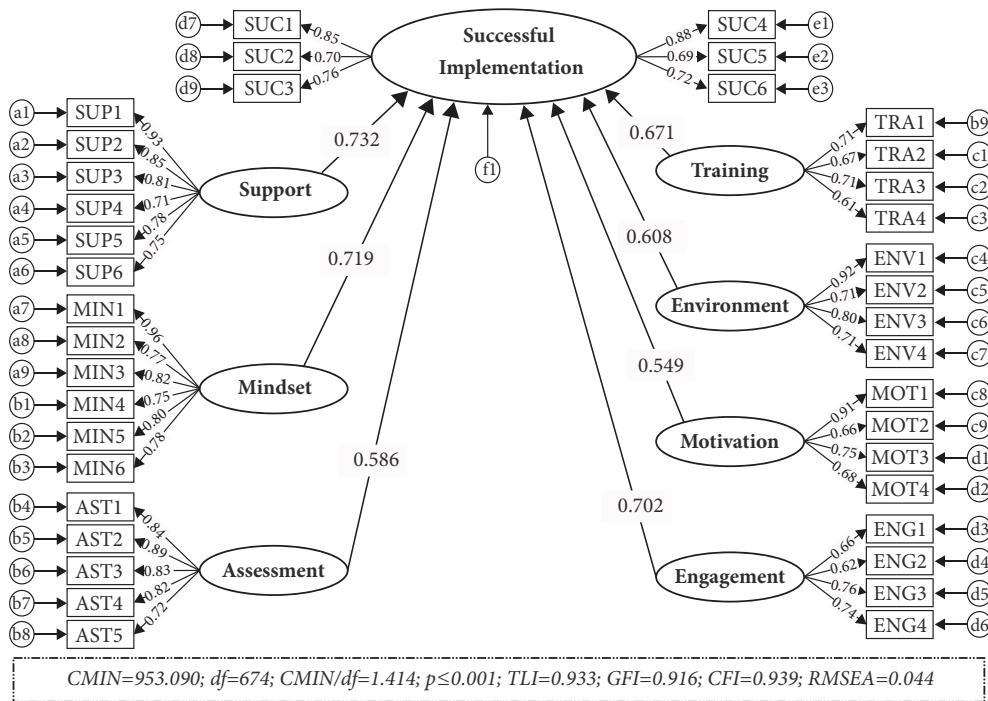 d7 SUC1 0.85
d8 SUC2 0.70
d9 SUC3 0.76
Successful
Implementation
0.88 SUC4 e1
0.69 SUC5 e2
0.72 SUC6 e3
f1
a1 SUP1 0.93
a2 SUP2 0.85
a3 SUP3 0.81
a4 SUP4 0.71
a5 SUP5 0.78
a6 SUP6 0.75
Support
0.732
a7 MIN1 0.96
a8 MIN2 0.77
a9 MIN3 0.82
b1 MIN4 0.75
b2 MIN5 0.80
b3 MIN6 0.78
Mindset
0.719
b4 AST1 0.84
b5 AST2 0.89
b6 AST3 0.83
b7 AST4 0.82
b8 AST5 0.72
Assessment
0.586
0.671
Training
0.71 TRA1 b9
0.67 TRA2 c1
0.71 TRA3 c2
0.61 TRA4 c3
0.608
Environment
0.92 ENV1 c4
0.71 ENV2 c5
0.80 ENV3 c6
0.71 ENV4 c7
0.549
Motivation
0.91 MOT1 c8
0.66 MOT2 c9
0.75 MOT3 d1
0.68 MOT4 d2
0.702
Engagement
0.66 ENG1 d3
0.62 ENG2 d4
0.76 ENG3 d5
0.74 ENG4 d6
CMIN=953.090; df=674; CMIN/df=1.414; p≤0.001; TLI=0.933; GFI=0.916; CFI=0.939; RMSEA=0.044